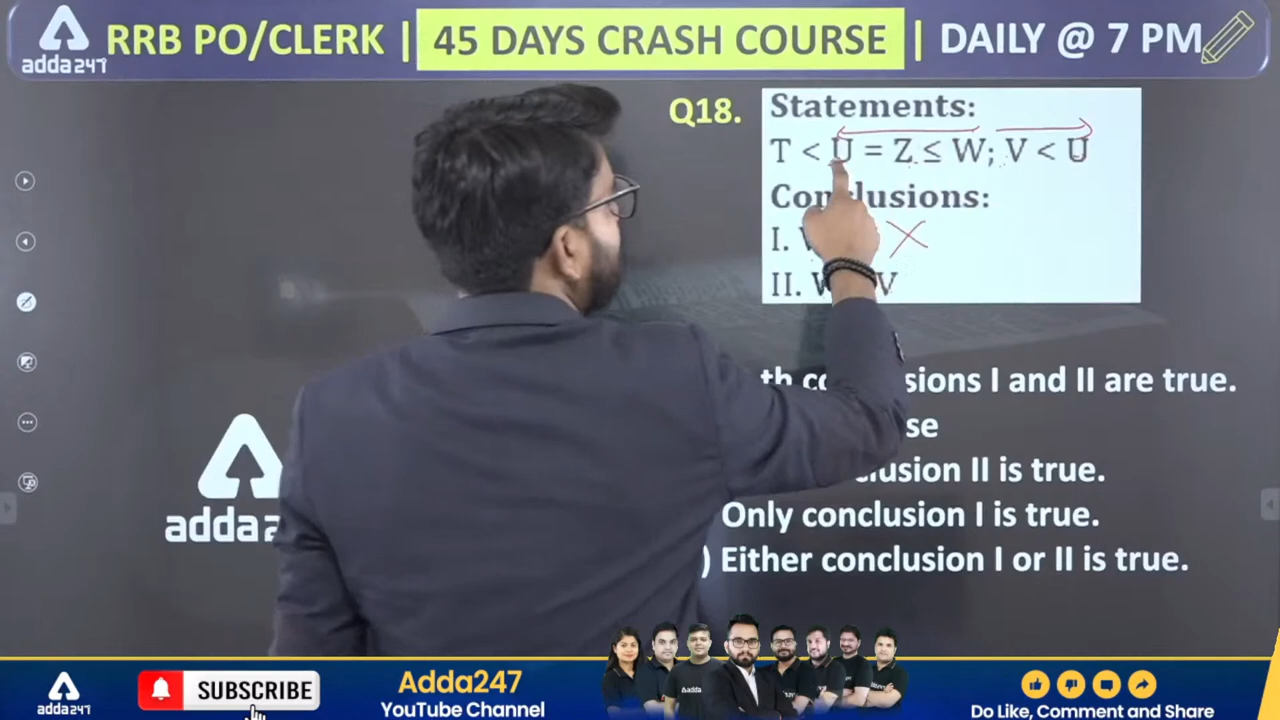 RRB PO/CLERK | 45 DAYS CRASH COURSE | DAILY @ 7 PM
adda247
Q18. Statements:
T < U = Z ≤ W; V < U
Conclusions:
I.
II. V
sions I and II are true.
se
clusion II is true.
Only conclusion I is true.
) Either conclusion I or II is true.
adda2
adda247
SUBSCRIBE
Adda247
YouTube Channel
Do Like, Comment and Share